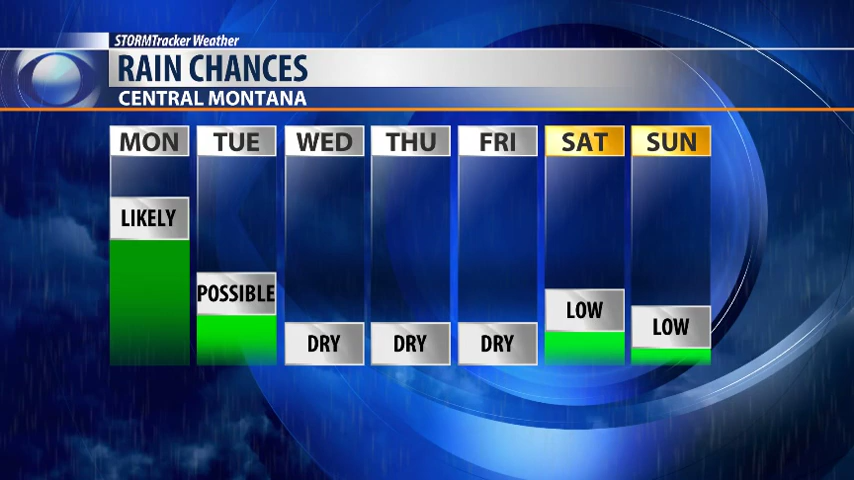 STORMTracker Weather
RAIN CHANCES
CENTRAL MONTANA
MON TUE WED THU FRI SAT SUN
LIKELY
POSSIBLE
LOW
LOW
DRY DRY DRY